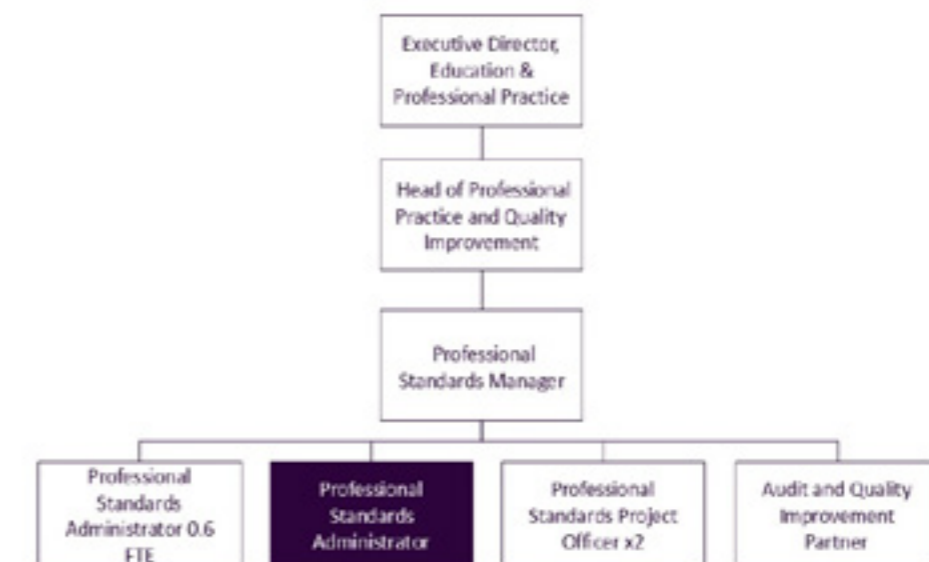 Executive Director,
Education &
Professional Practice
Head of Professional
Practice and Quality
Improvement
Professional
Standards Manager
Professional
Standards
Administrator 0.6
FTE
Professional
Standards
Administrator
Professional
Standards Project
Officer x2
Audit and Quality
Improvement
Partner